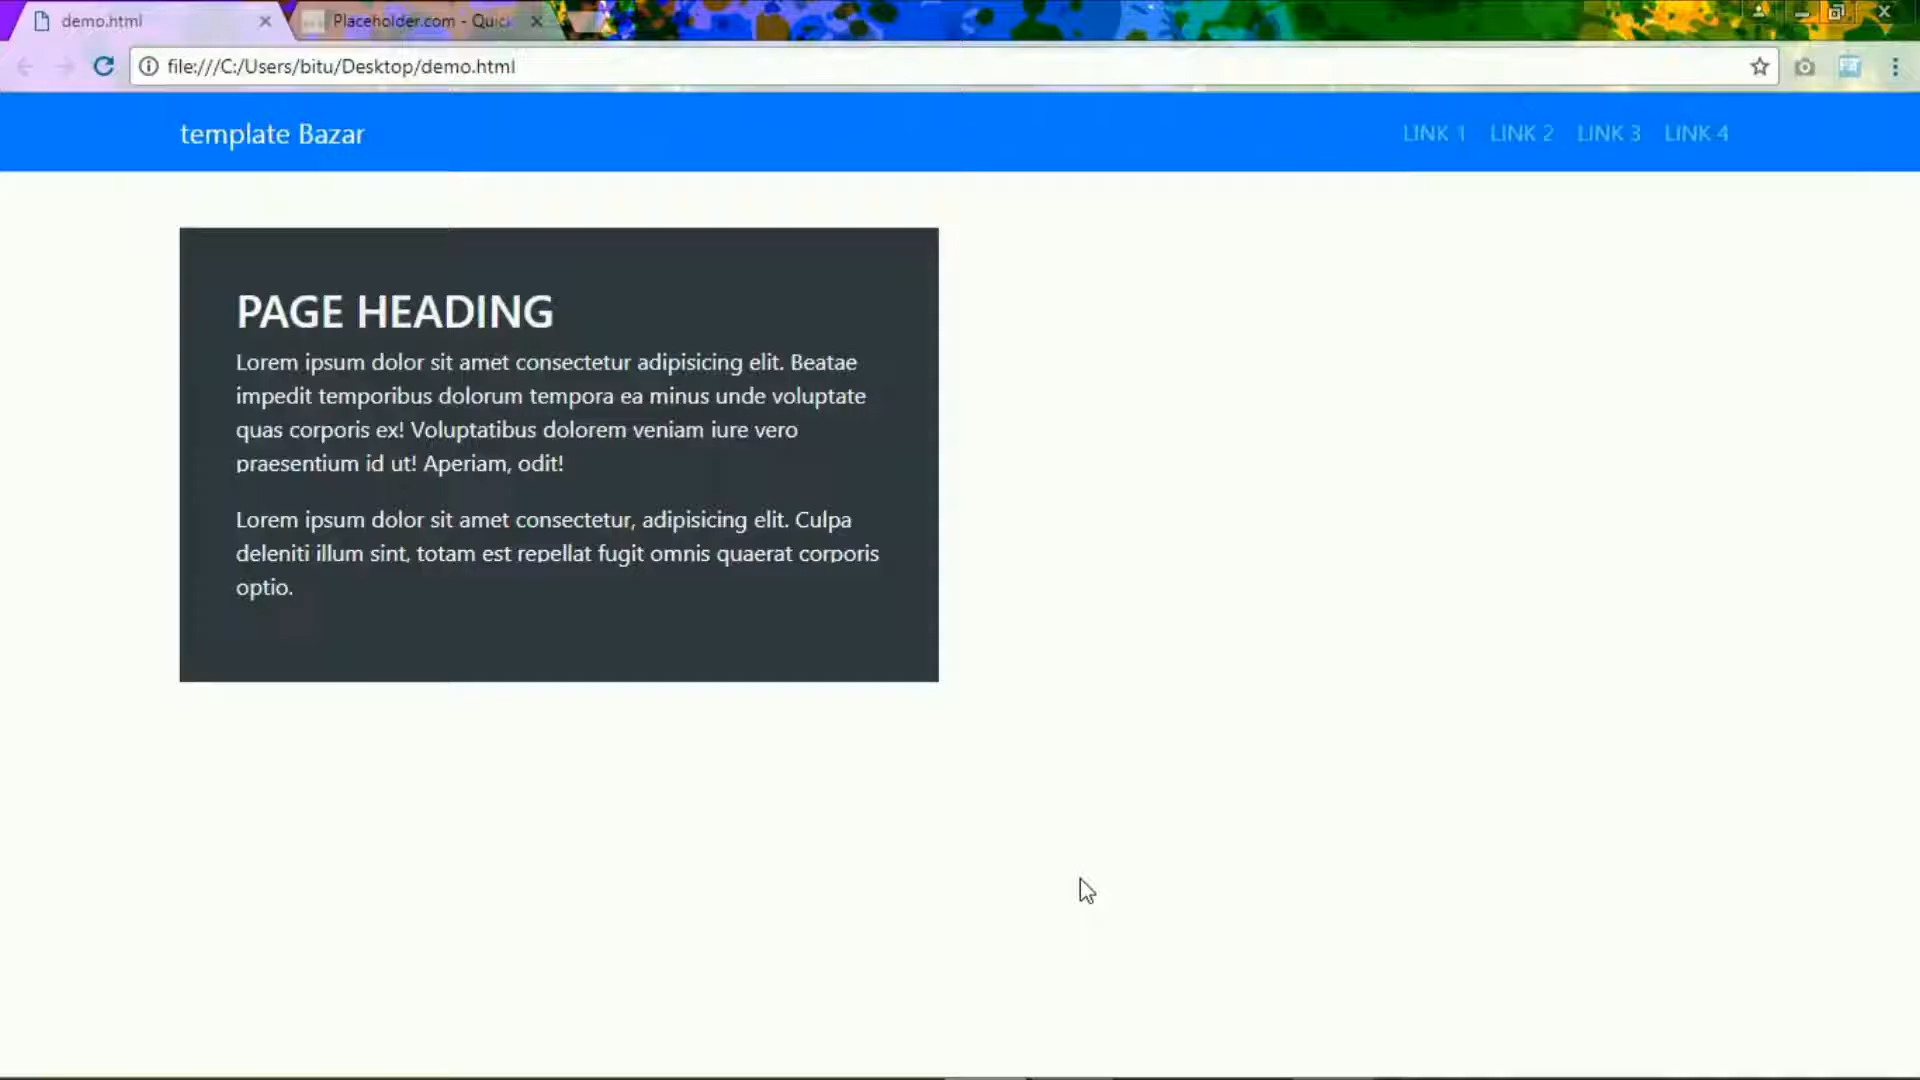 demo.html
Placeholder.com - Quic
file:///C:/Users/bitu/Desktop/demo.html
template Bazar
LINK 1 LINK 2 LINK 3 LINK 4
PAGE HEADING
Lorem ipsum dolor sit amet consectetur adipisicing elit. Beatae
impedit temporibus dolorum tempora ea minus unde voluptate
quas corporis ex! Voluptatibus dolorem veniam iure vero
praesentium id ut! Aperiam, odit!
Lorem ipsum dolor sit amet consectetur, adipisicing elit. Culpa
deleniti illum sint, totam est repellat fugit omnis quaerat corporis
optio.